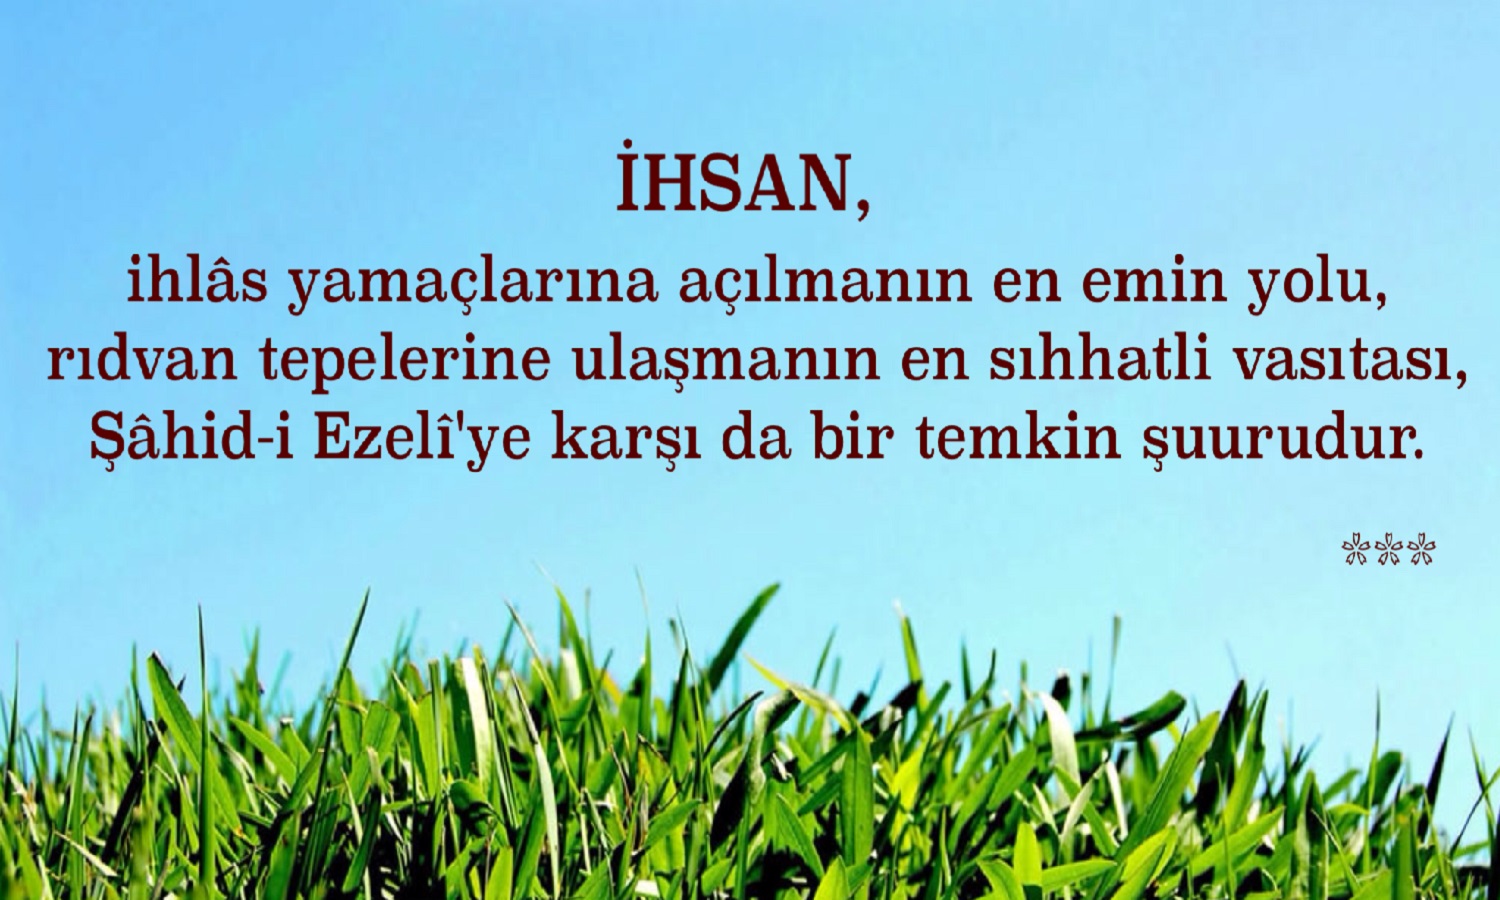 İHSAN,
ihlâs yamaçlarına açılmanın en emin yolu,
rıdvan tepelerine ulaşmanın en sıhhatli vasıtası,
Şâhid-i Ezelî'ye karşı da bir temkin şuurudur.
***